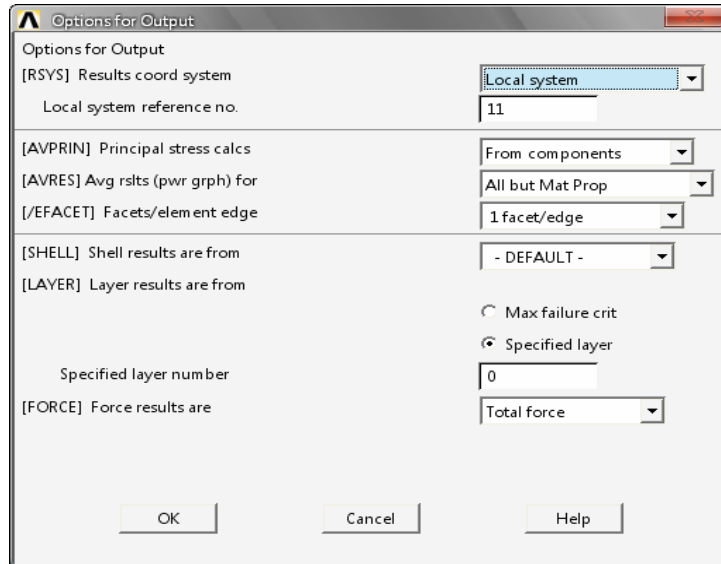 Options for Output
Options for Output
[RSYS] Results coord system
Local system
Local system reference no.
11
[AVPRIN] Principal stress calcs
From components
[AVRES] Avg rslts (pwr grph) for
All but Mat Prop
[/EFACET] Facets/element edge
1 facet/edge
[SHELL] Shell results are from
- DEFAULT -
[LAYER] Layer results are from
Max failure crit
Specified layer
Specified layer number
0
[FORCE] Force results are
Total force
OK
Cancel
Help